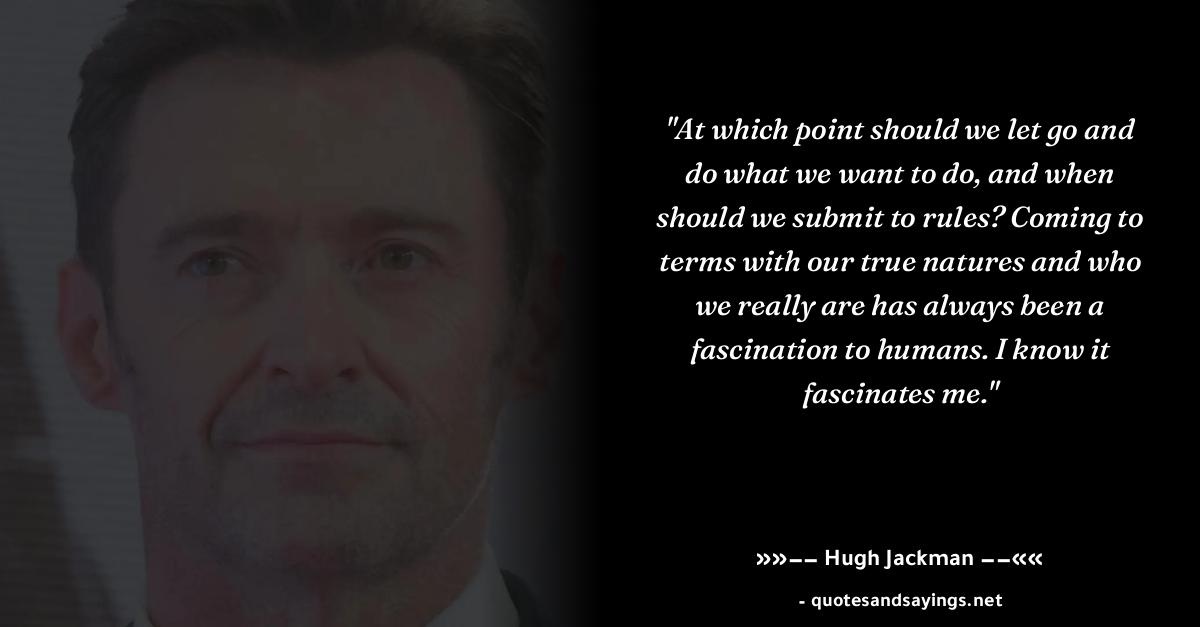 "At which point should we let go and
do what we want to do, and when
should we submit to rules? Coming to
terms with our true natures and who
we really are has always been a
fascination to humans. I know it
fascinates me."
»»−− Hugh Jackman −−««
- quotesandsayings.net